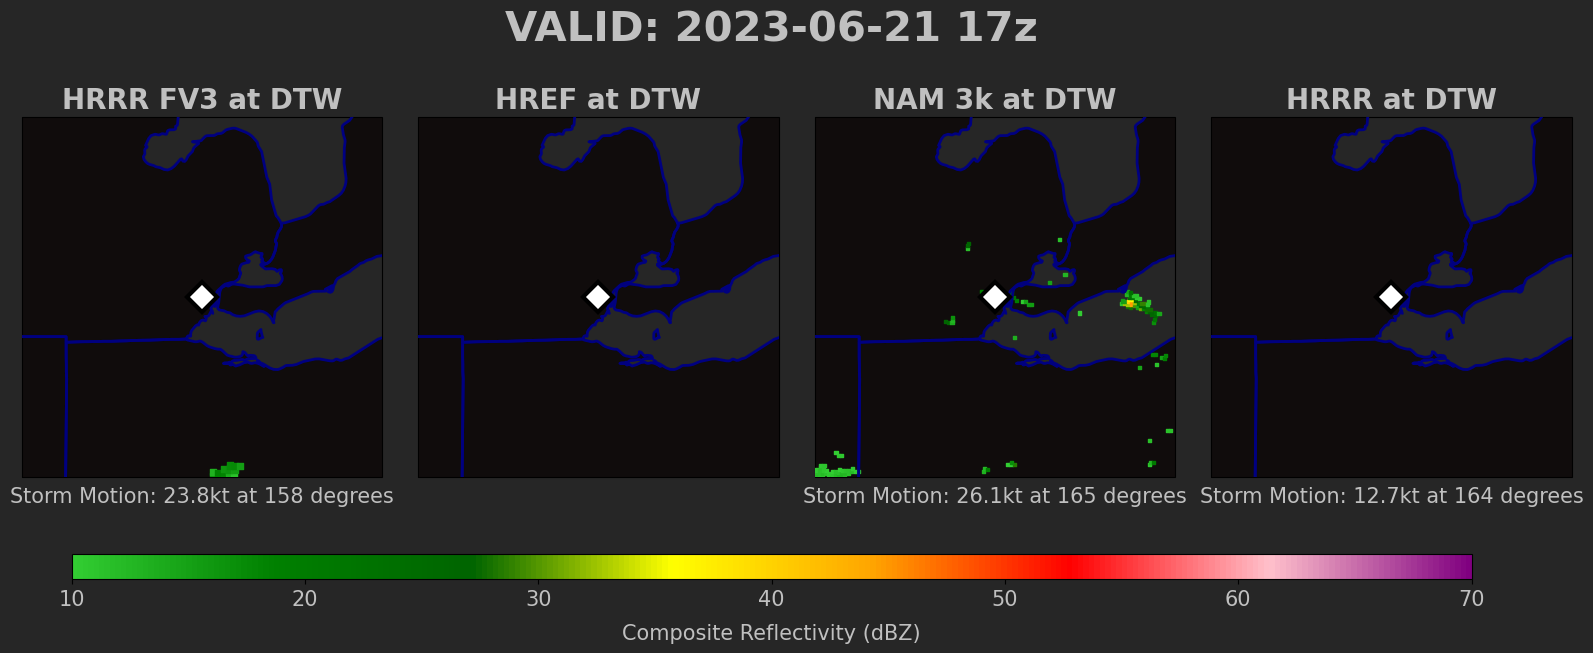 VALID: 2023-06-21 17z
HRRR FV3 at DTW
HREF at DTW
NAM 3k at DTW
HRRR at DTW
Storm Motion: 23.8kt at 158 degrees
Storm Motion: 26.1kt at 165 degrees
Storm Motion: 12.7kt at 164 degrees
10 20 30 40 50 60 70
Composite Reflectivity (dBZ)